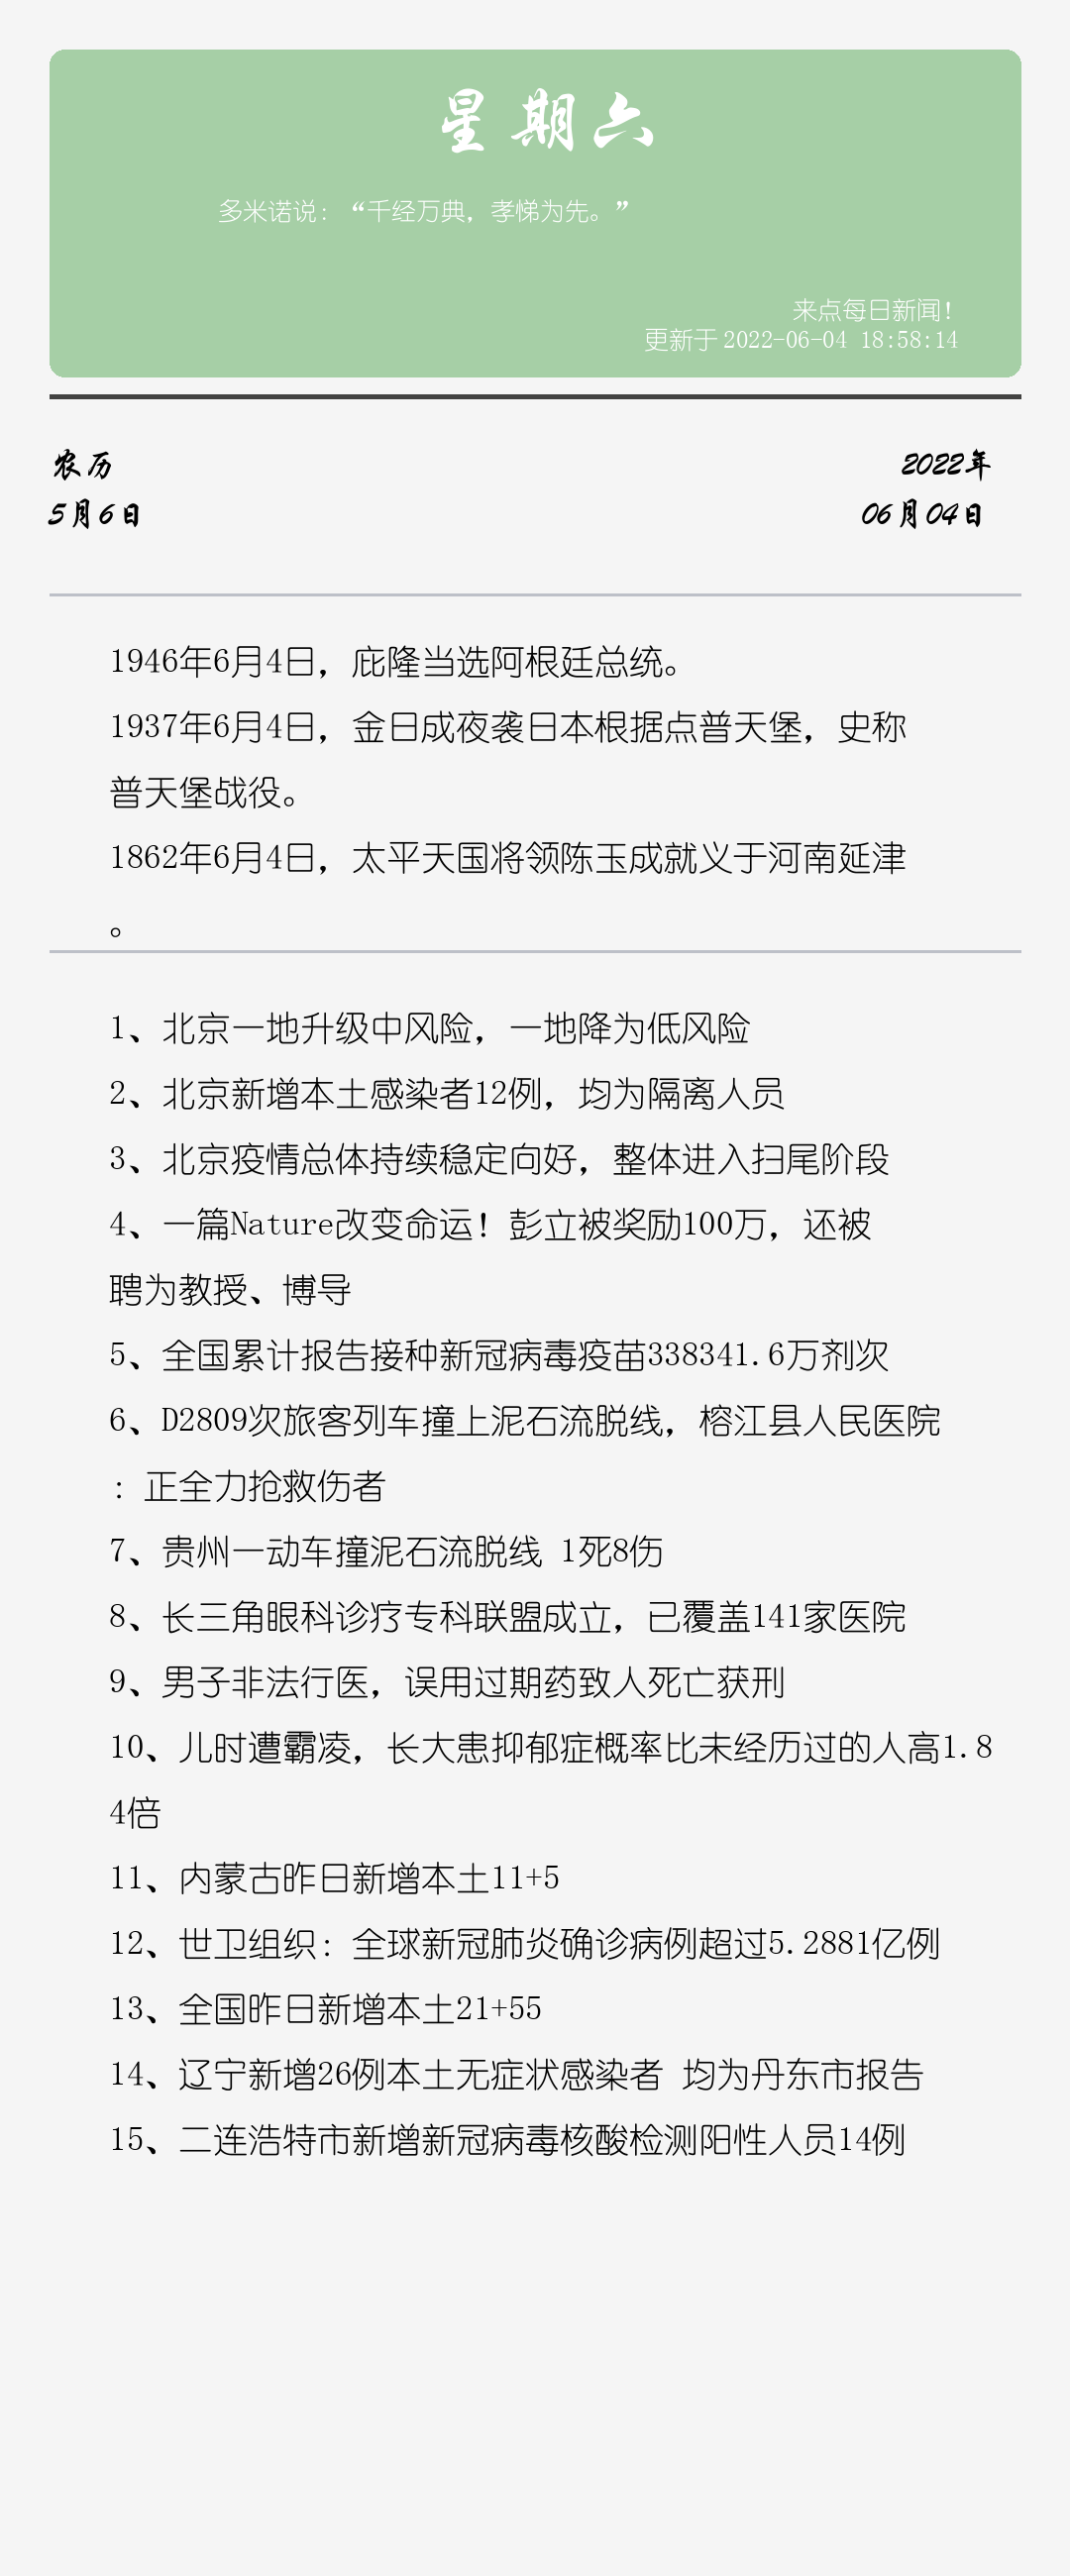 星期六
多米诺说：“千经万典，孝悌为先。”
来点每日新闻！
更新于 2022-06-04 18:58:14
农历
2022年
5月6日
06月04日
1946年6月4日，庇隆当选阿根廷总统。
1937年6月4日，金日成夜袭日本根据点普天堡，史称
普天堡战役。
1862年6月4日，太平天国将领陈玉成就义于河南延津
。
1、北京一地升级中风险，一地降为低风险
2、北京新增本土感染者12例，均为隔离人员
3、北京疫情总体持续稳定向好，整体进入扫尾阶段
4、一篇Nature改变命运！彭立被奖励100万，还被
聘为教授、博导
5、全国累计报告接种新冠病毒疫苗338341.6万剂次
6、D2809次旅客列车撞上泥石流脱线，榕江县人民医院
：正全力抢救伤者
7、贵州一动车撞泥石流脱线 1死8伤
8、长三角眼科诊疗专科联盟成立，已覆盖141家医院
9、男子非法行医，误用过期药致人死亡获刑
10、儿时遭霸凌，长大患抑郁症概率比未经历过的人高1.8
4倍
11、内蒙古昨日新增本土11+5
12、世卫组织：全球新冠肺炎确诊病例超过5.2881亿例
13、全国昨日新增本土21+55
14、辽宁新增26例本土无症状感染者 均为丹东市报告
15、二连浩特市新增新冠病毒核酸检测阳性人员14例